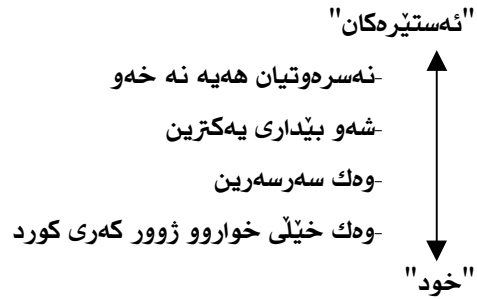 "ئەستێرەکان"
-نەسرەوتیان هەیە نە خەو
-شەو بێداری یەکترین
-وەك سەرسەرین
-وەك خێڵی خواروو ژوور کەری کورد
"خود"